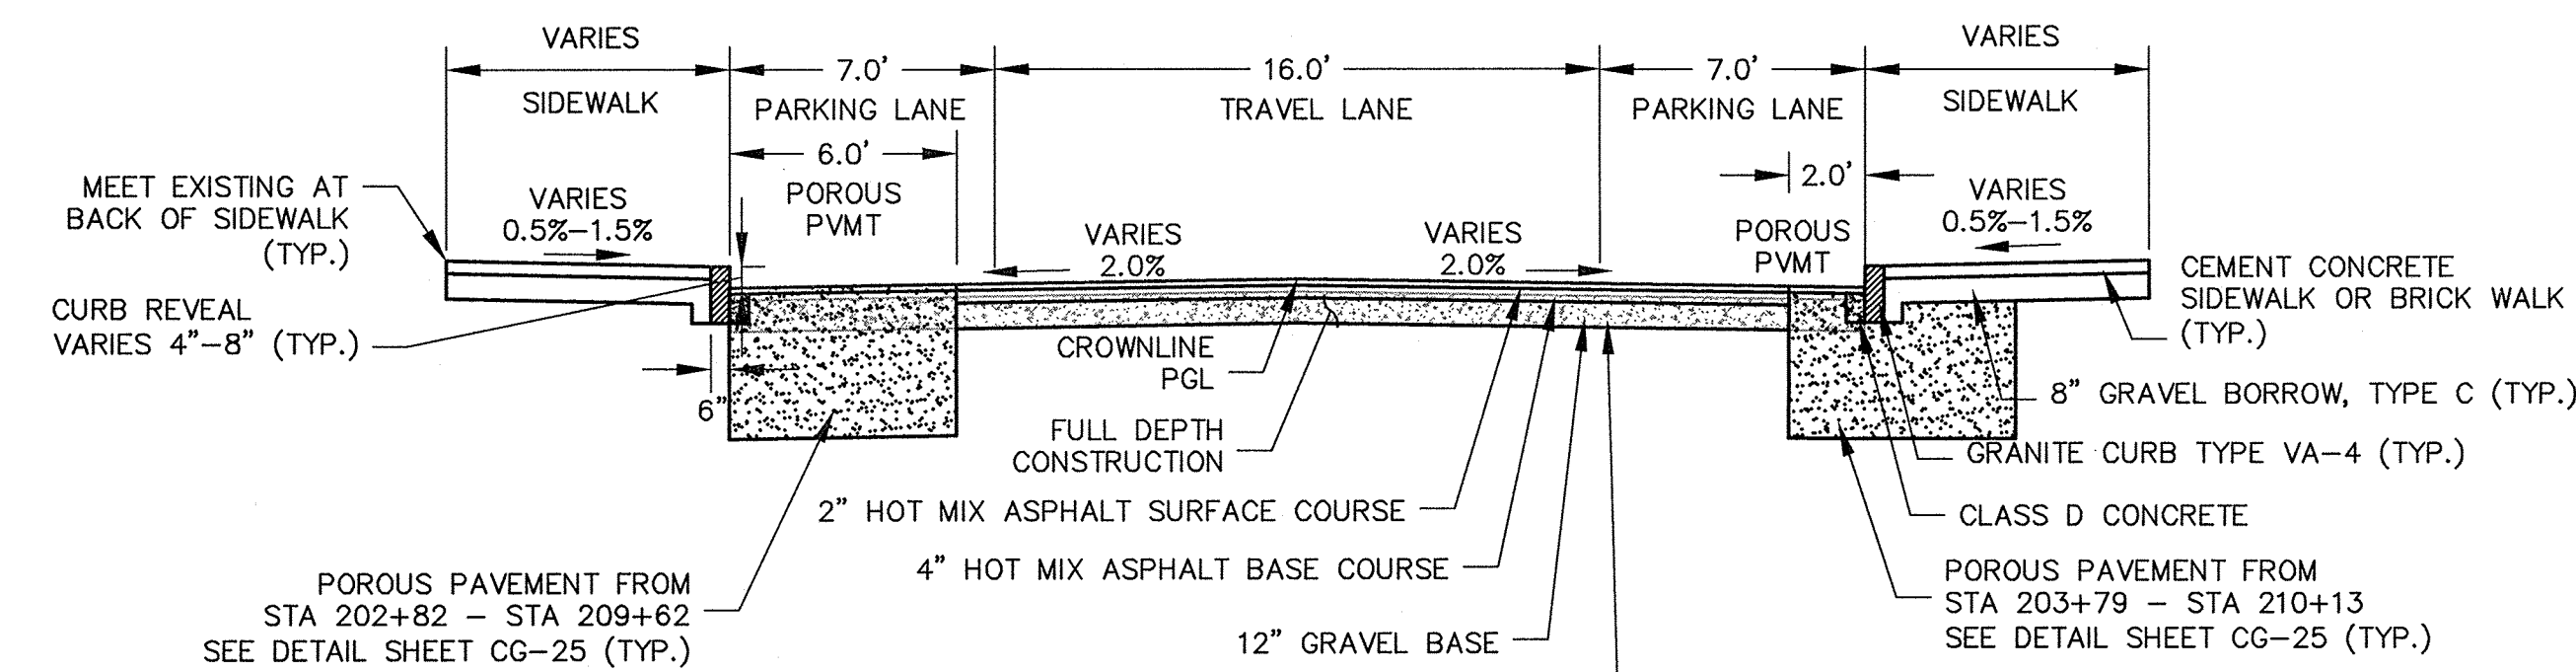 VARIES
7.0'
16.0'
7.0'
VARIES
SIDEWALK
PARKING LANE
TRAVEL LANE
PARKING LANE
SIDEWALK
6.0'
2.0'
POROUS
PVMT
POROUS
PVMT
MEET EXISTING AT
BACK OF SIDEWALK
(TYP.)
VARIES
0.5%-1.5%
VARIES
2.0%
VARIES
2.0%
VARIES
0.5%-1.5%
CURB REVEAL
VARIES 4"-8" (TYP.)
6"
CROWNLINE
PGL
FULL DEPTH
CONSTRUCTION
2" HOT MIX ASPHALT SURFACE COURSE
4" HOT MIX ASPHALT BASE COURSE
12" GRAVEL BASE
CEMENT CONCRETE
SIDEWALK OR BRICK WALK
(TYP.)
8" GRAVEL BORROW, TYPE C (TYP.)
GRANITE CURB TYPE VA-4 (TYP.)
CLASS D CONCRETE
POROUS PAVEMENT FROM
STA 202+82 - STA 209+62
SEE DETAIL SHEET CG-25 (TYP.)
POROUS PAVEMENT FROM
STA 203+79 - STA 210+13
SEE DETAIL SHEET CG-25 (TYP.)